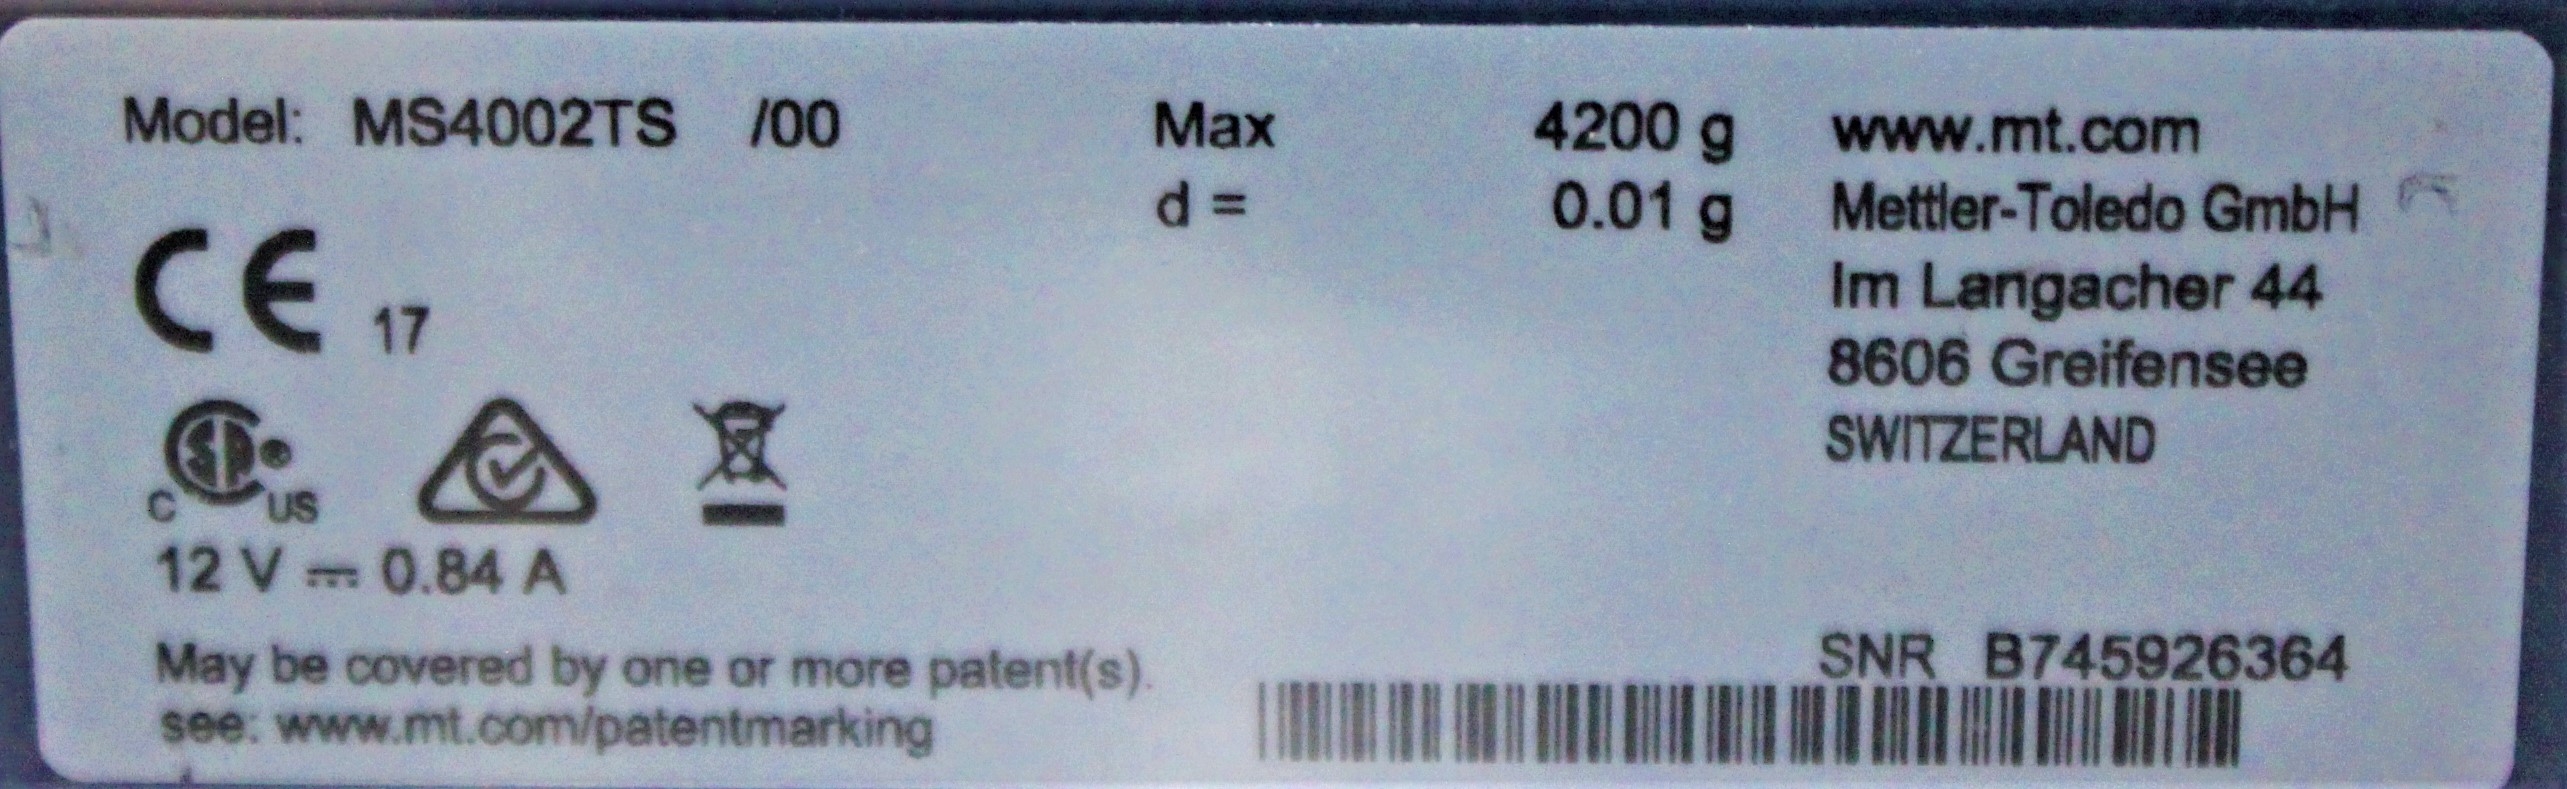 Model: MS4002TS /00
Max 4200 g
d = 0.01 g
www.mt.com
Mettler-Toledo GmbH
Im Langacher 44
8606 Greifensee
SWITZERLAND
CE 17
C SP US
12 V ⎓ 0.84 A
May be covered by one or more patent(s).
see: www.mt.com/patentmarking
SNR B745926364